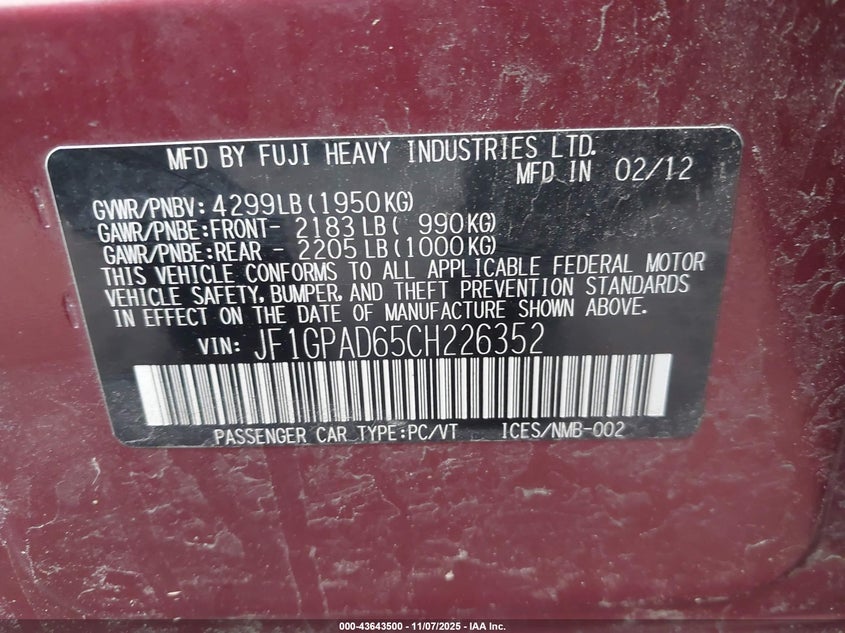 MFD BY FUJI HEAVY INDUSTRIES LTD.
MFD IN 02/12
GVWR/PNBV: 4299LB(1950KG)
GAWR/PNBE:FRONT- 2183LB( 990KG)
GAWR/PNBE:REAR - 2205LB(1000KG)
THIS VEHICLE CONFORMS TO ALL APPLICABLE FEDERAL MOTOR
VEHICLE SAFETY, BUMPER, AND THEFT PREVENTION STANDARDS
IN EFFECT ON THE DATE OF MANUFACTURE SHOWN ABOVE.
VIN: JF1GPAD65CH226352
PASSENGER CAR TYPE:PC/VT ICES/NMB-002
000-43643500 - 11/07/2025 - IAA Inc.